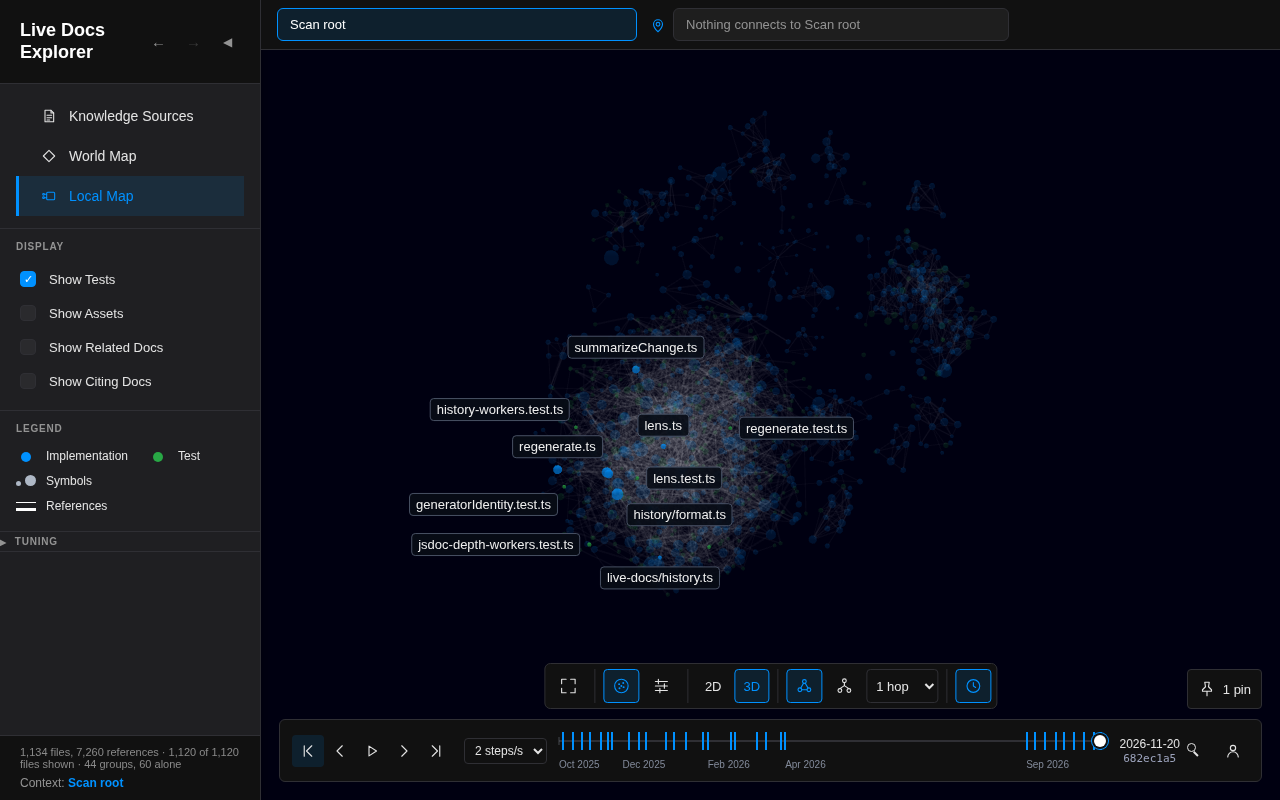 Live Docs
Explorer
Scan root
Nothing connects to Scan root
Knowledge Sources
World Map
Local Map
DISPLAY
Show Tests
Show Assets
Show Related Docs
Show Citing Docs
LEGEND
Implementation
Test
Symbols
References
TUNING
1,134 files, 7,260 references · 1,120 of 1,120
files shown · 44 groups, 60 alone
Context: Scan root
summarizeChange.ts
history-workers.test.ts
lens.ts
regenerate.test.ts
regenerate.ts
lens.test.ts
generatorIdentity.test.ts
history/format.ts
jsdoc-depth-workers.test.ts
live-docs/history.ts
2D
3D
1 hop
1 pin
2 steps/s
Oct 2025
Dec 2025
Feb 2026
Apr 2026
Sep 2026
2026-11-20
682ec1a5